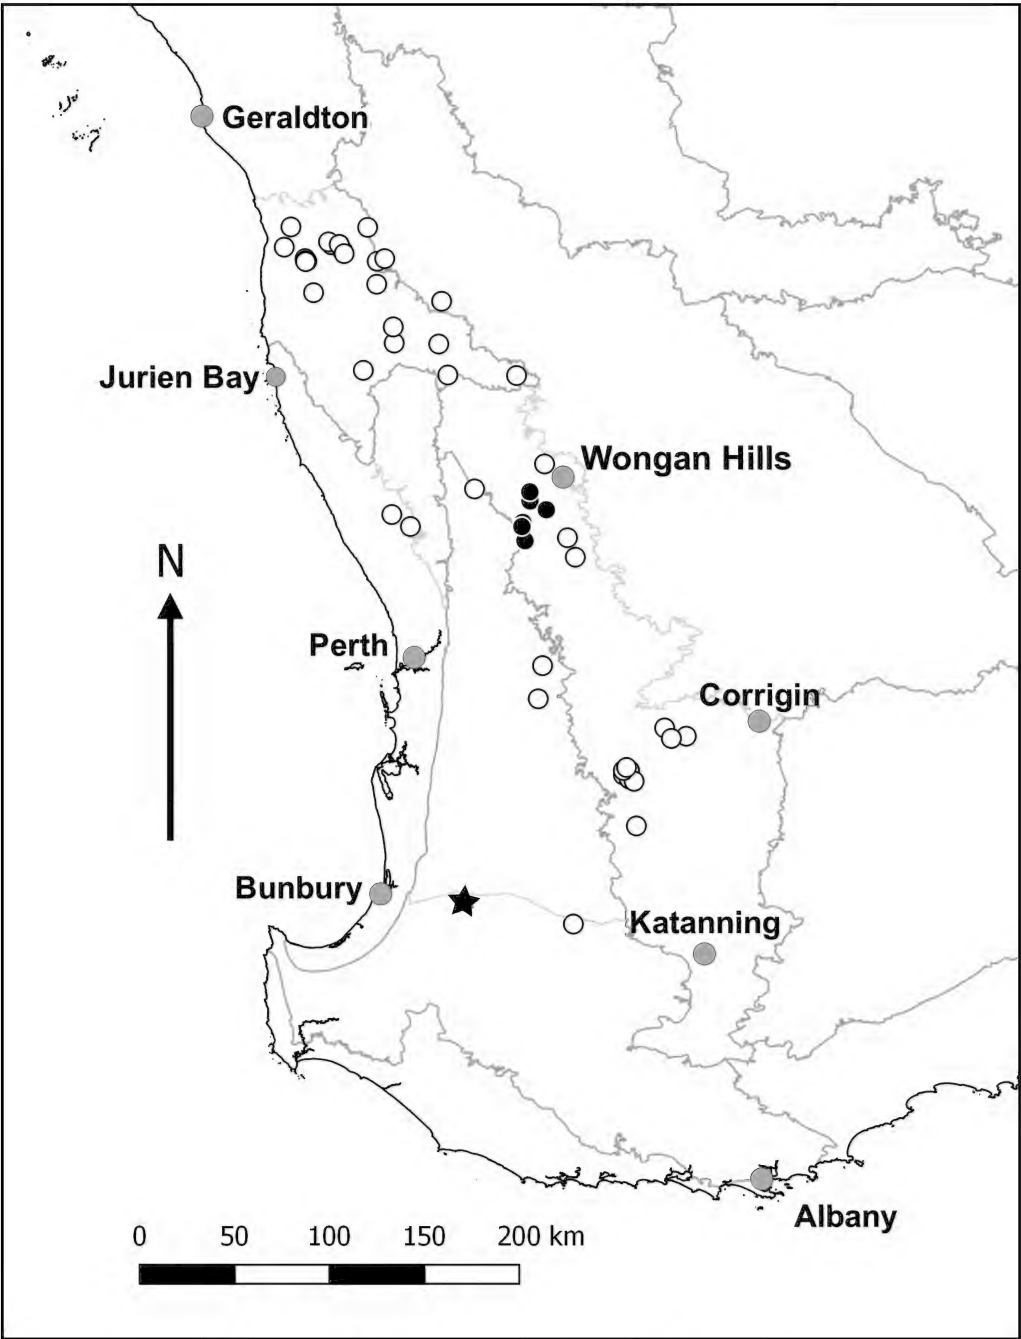 Geraldton
Jurien Bay
Wongan Hills
N
Perth
Corrigin
Bunbury
Katanning
0 50 100 150 200 km
Albany